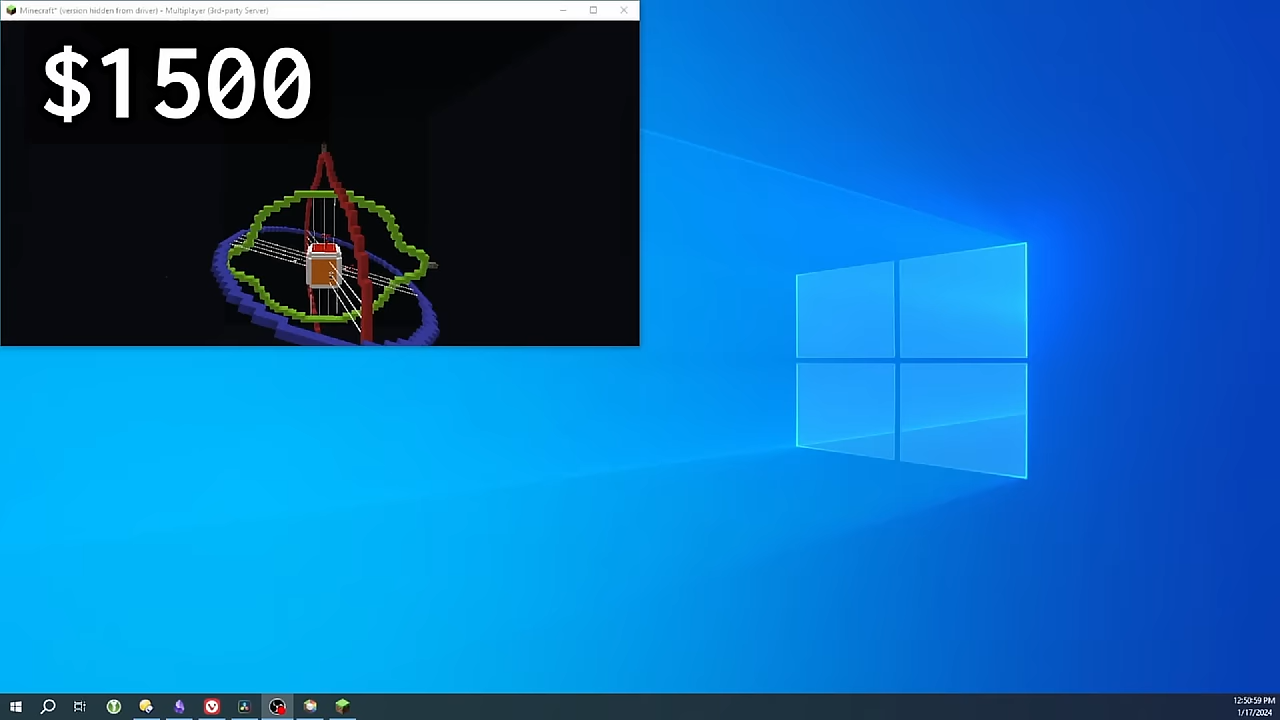 Minecraft* (version hidden from driver) - Multiplayer (3rd-party Server)
$1500
12:50:59 PM
1/17/2024